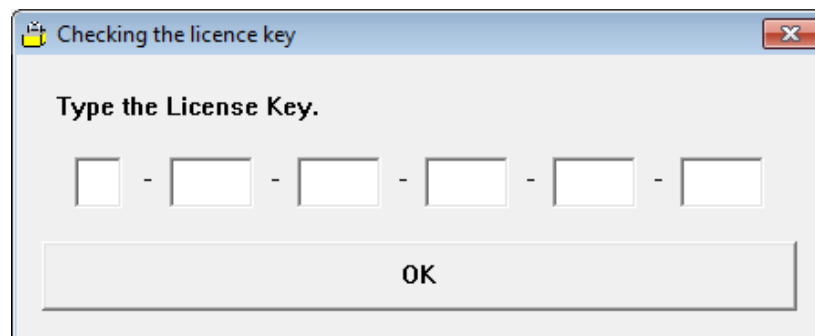 Checking the licence key
Type the License Key.
- - - - -
OK